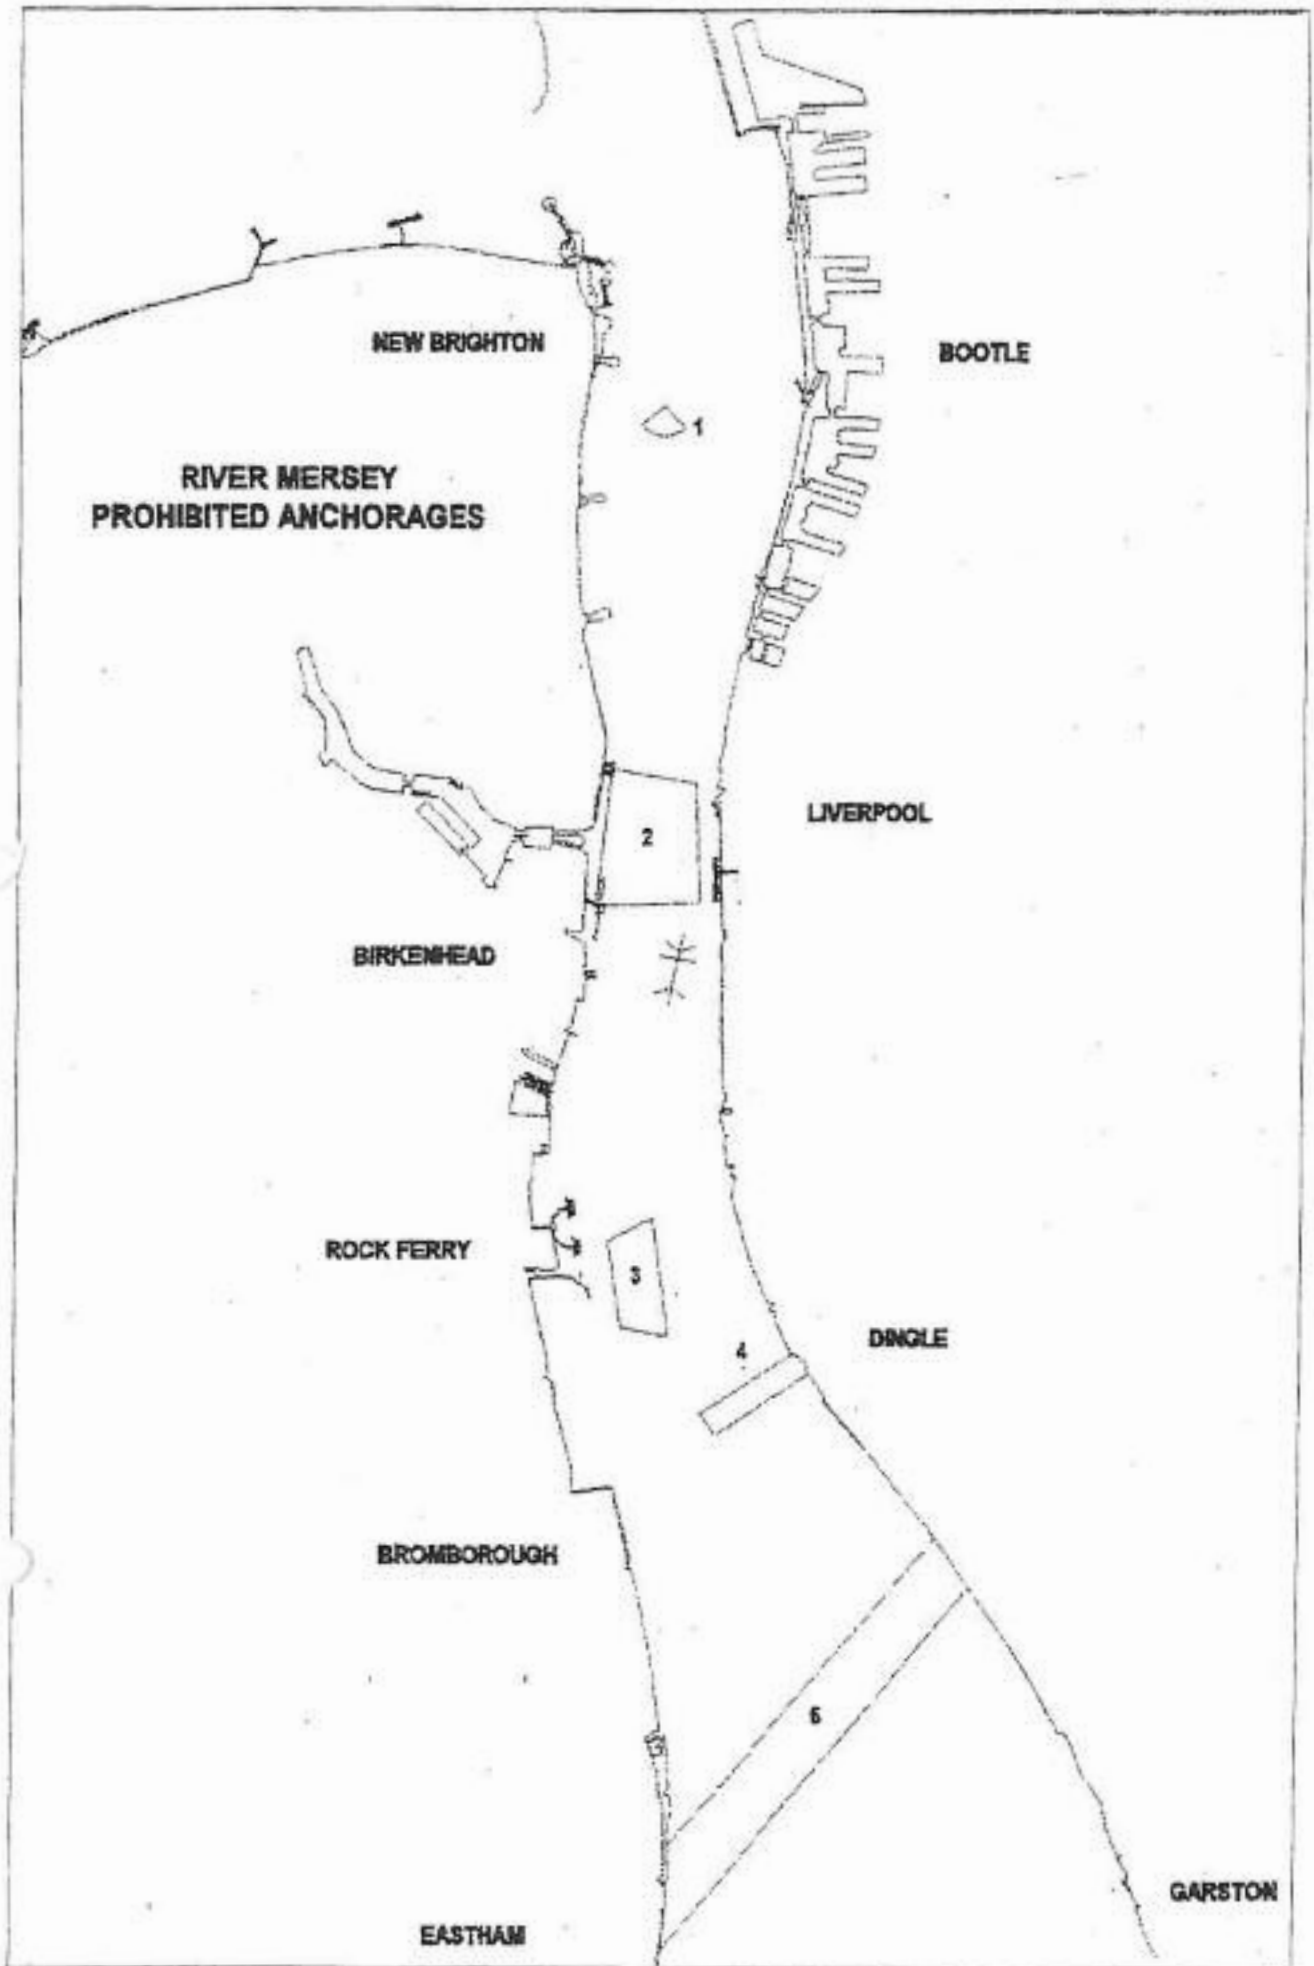 NEW BRIGHTON
BOOTLE
1
RIVER MERSEY
PROHIBITED ANCHORAGES
LIVERPOOL
2
BIRKENHEAD
ROCK FERRY
3
DINGLE
4
BROMBOROUGH
5
GARSTON
EASTHAM